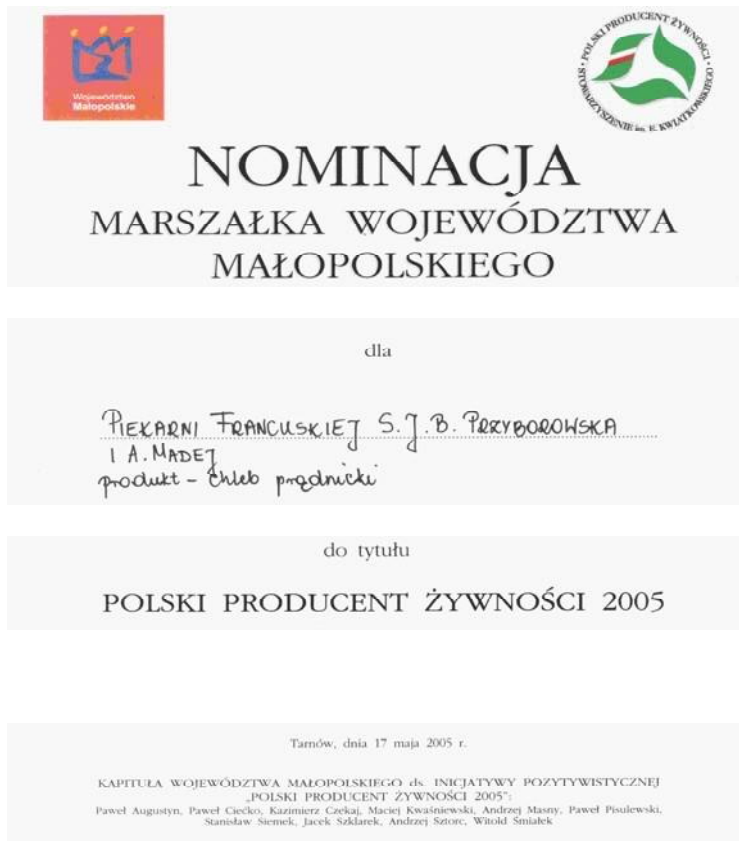 Województwo
Małopolskie
POLSKI PRODUCENT ŻYWNOŚCI • STOWARZYSZENIE im. E. KWIATKOWSKIEGO •
NOMINACJA
MARSZAŁKA WOJEWÓDZTWA
MAŁOPOLSKIEGO
dla
PIEKARNI FRANCUSKIEJ S.J.B. PRZYBOROWSKA
I A. MADEJ
produkt – chleb prądnicki
do tytułu
POLSKI PRODUCENT ŻYWNOŚCI 2005
Tarnów, dnia 17 maja 2005 r.
KAPITUŁA WOJEWÓDZTWA MAŁOPOLSKIEGO ds. INICJATYWY POZYTYWISTYCZNEJ
„POLSKI PRODUCENT ŻYWNOŚCI 2005":
Paweł Augustyn, Paweł Ciećko, Kazimierz Czekaj, Maciej Kwaśniewski, Andrzej Masny, Paweł Pisulewski,
Stanisław Siemek, Jacek Szklarek, Andrzej Sztorc, Witold Śmiałek